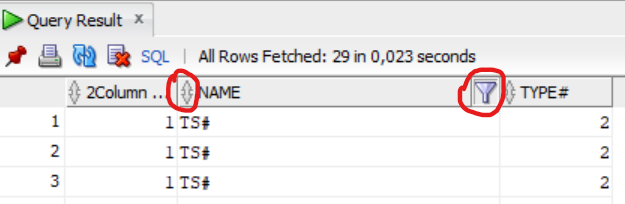 Query Result x
SQL | All Rows Fetched: 29 in 0,023 seconds
2Column ... NAME TYPE#
1 1 TS# 2
2 1 TS# 2
3 1 TS# 2